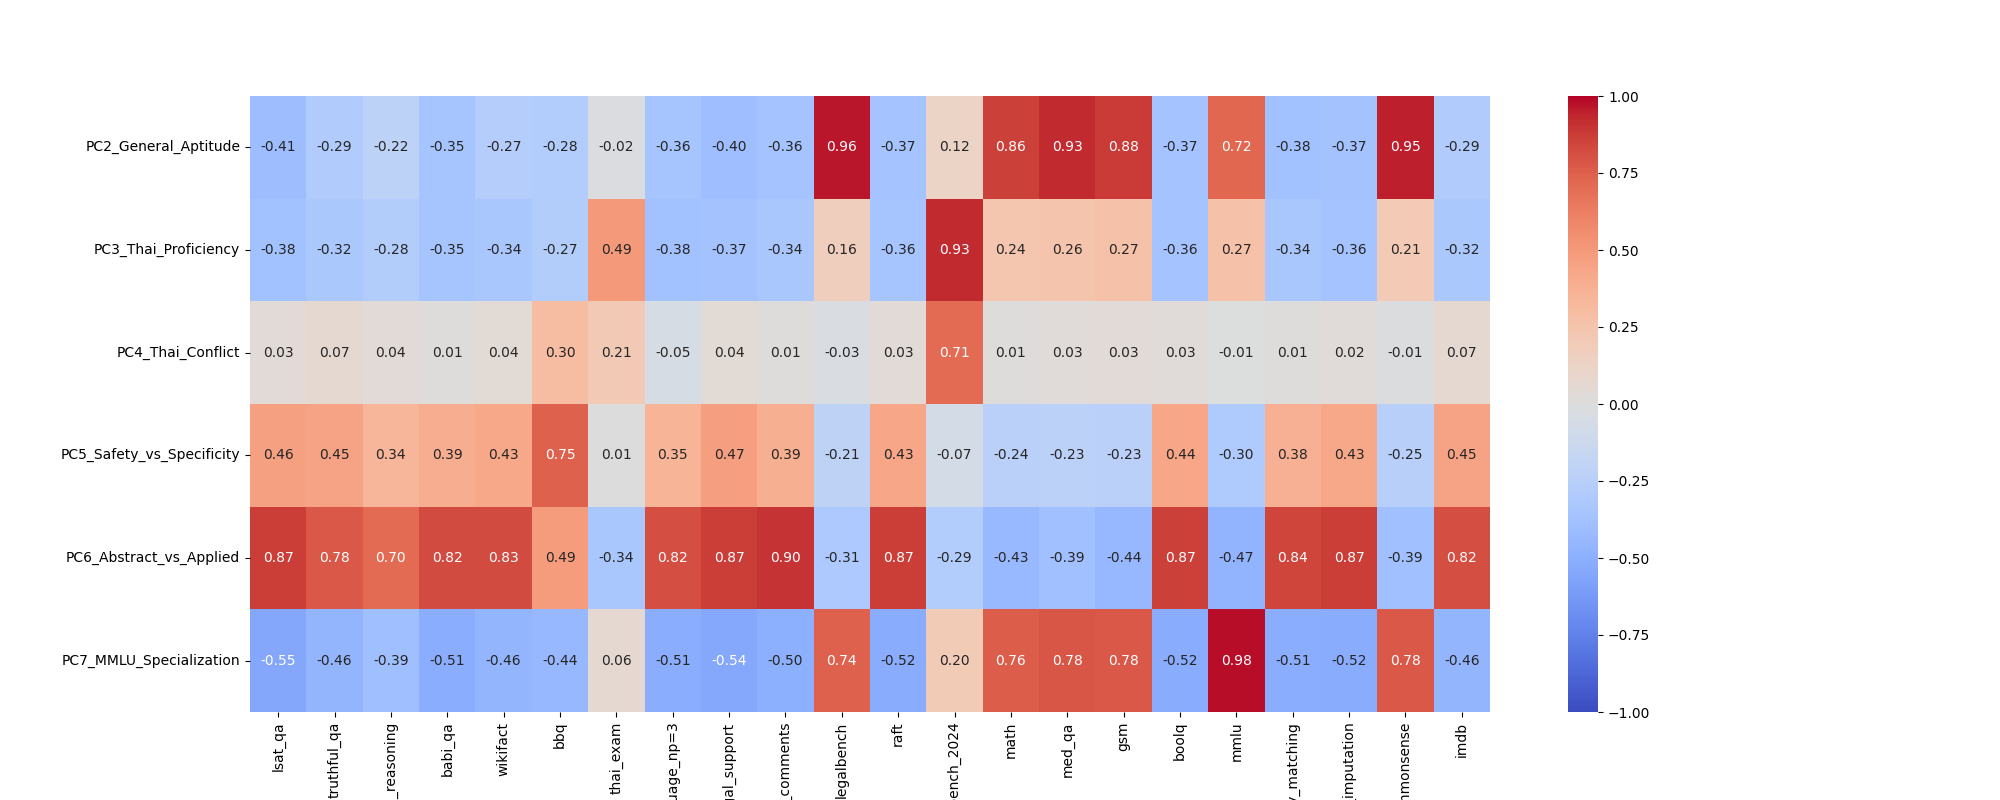 PC2_General_Aptitude -0.41 -0.29 -0.22 -0.35 -0.27 -0.28 -0.02 -0.36 -0.40 -0.36 0.96 -0.37 0.12 0.86 0.93 0.88 -0.37 0.72 -0.38 -0.37 0.95 -0.29
PC3_Thai_Proficiency -0.38 -0.32 -0.28 -0.35 -0.34 -0.27 0.49 -0.38 -0.37 -0.34 0.16 -0.36 0.93 0.24 0.26 0.27 -0.36 0.27 -0.34 -0.36 0.21 -0.32
PC4_Thai_Conflict 0.03 0.07 0.04 0.01 0.04 0.30 0.21 -0.05 0.04 0.01 -0.03 0.03 0.71 0.01 0.03 0.03 0.03 -0.01 0.01 0.02 -0.01 0.07
PC5_Safety_vs_Specificity 0.46 0.45 0.34 0.39 0.43 0.75 0.01 0.35 0.47 0.39 -0.21 0.43 -0.07 -0.24 -0.23 -0.23 0.44 -0.30 0.38 0.43 -0.25 0.45
PC6_Abstract_vs_Applied 0.87 0.78 0.70 0.82 0.83 0.49 -0.34 0.82 0.87 0.90 -0.31 0.87 -0.29 -0.43 -0.39 -0.44 0.87 -0.47 0.84 0.87 -0.39 0.82
PC7_MMLU_Specialization -0.55 -0.46 -0.39 -0.51 -0.46 -0.44 0.06 -0.51 -0.54 -0.50 0.74 -0.52 0.20 0.76 0.78 0.78 -0.52 0.98 -0.51 -0.52 0.78 -0.46
lsat_qa
truthful_qa
_reasoning
babi_qa
wikifact
bbq
thai_exam
uage_np=3
gal_support
_comments
legalbench
raft
ench_2024
math
med_qa
gsm
boolq
mmlu
y_matching
imputation
mmonsense
imdb
1.00
0.75
0.50
0.25
0.00
−0.25
−0.50
−0.75
−1.00